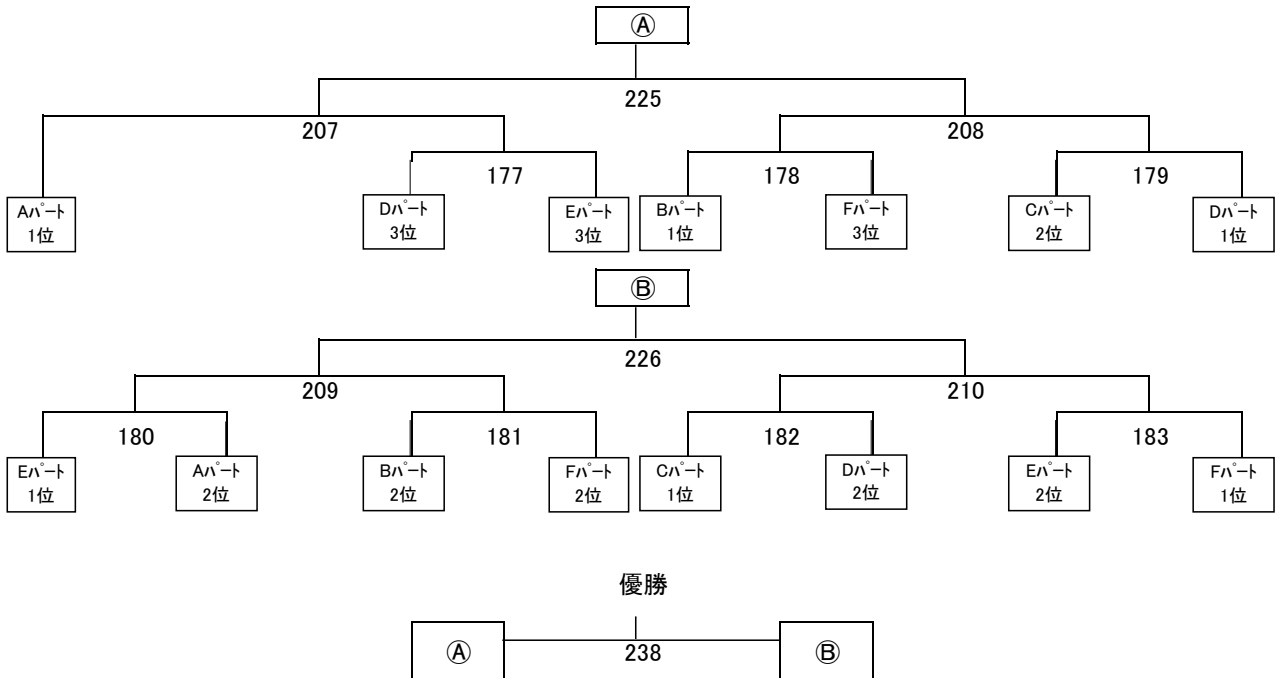 Ⓐ
225
207
208
177
178
179
Aパート
1位
Dパート
3位
Eパート
3位
Bパート
1位
Fパート
3位
Cパート
2位
Dパート
1位
Ⓑ
226
209
210
180
181
182
183
Eパート
1位
Aパート
2位
Bパート
2位
Fパート
2位
Cパート
1位
Dパート
2位
Eパート
2位
Fパート
1位
優勝
Ⓐ
238
Ⓑ